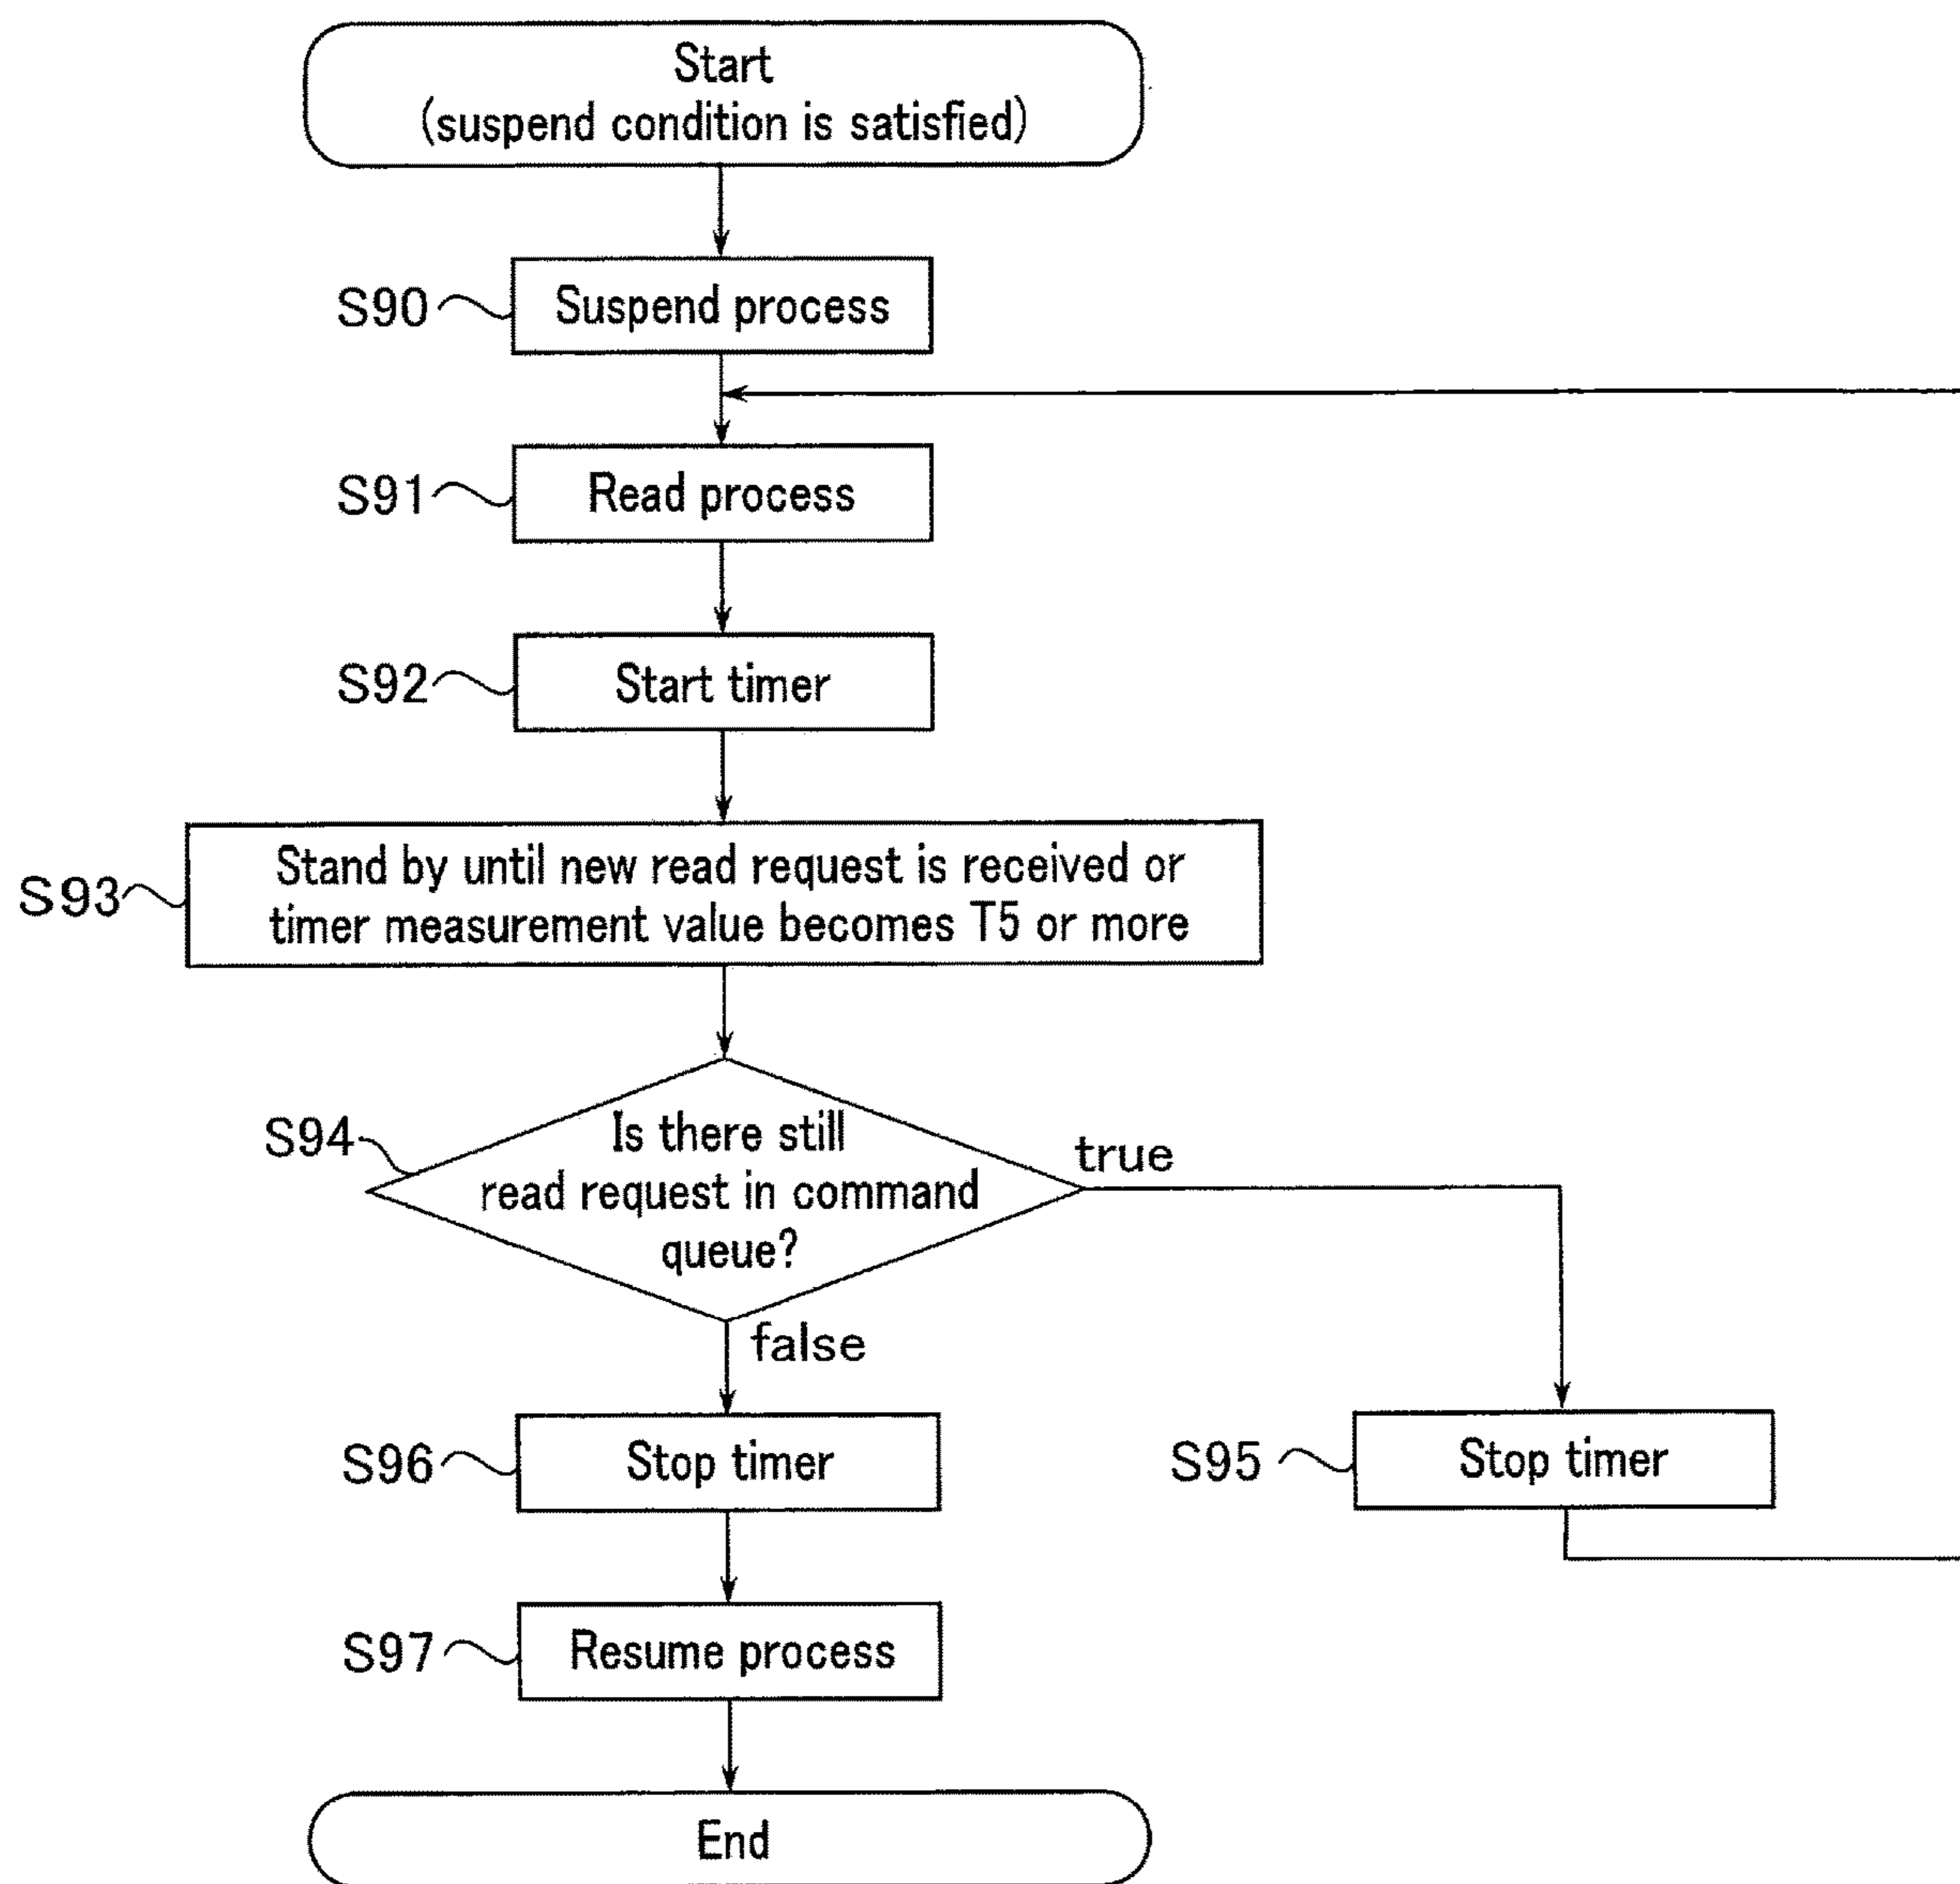 Start
(suspend condition is satisfied)
S90
Suspend process
S91
Read process
S92
Start timer
S93
Stand by until new read request is received or
timer measurement value becomes T5 or more
S94
Is there still
read request in command
queue?
true
false
S96
Stop timer
S95
Stop timer
S97
Resume process
End